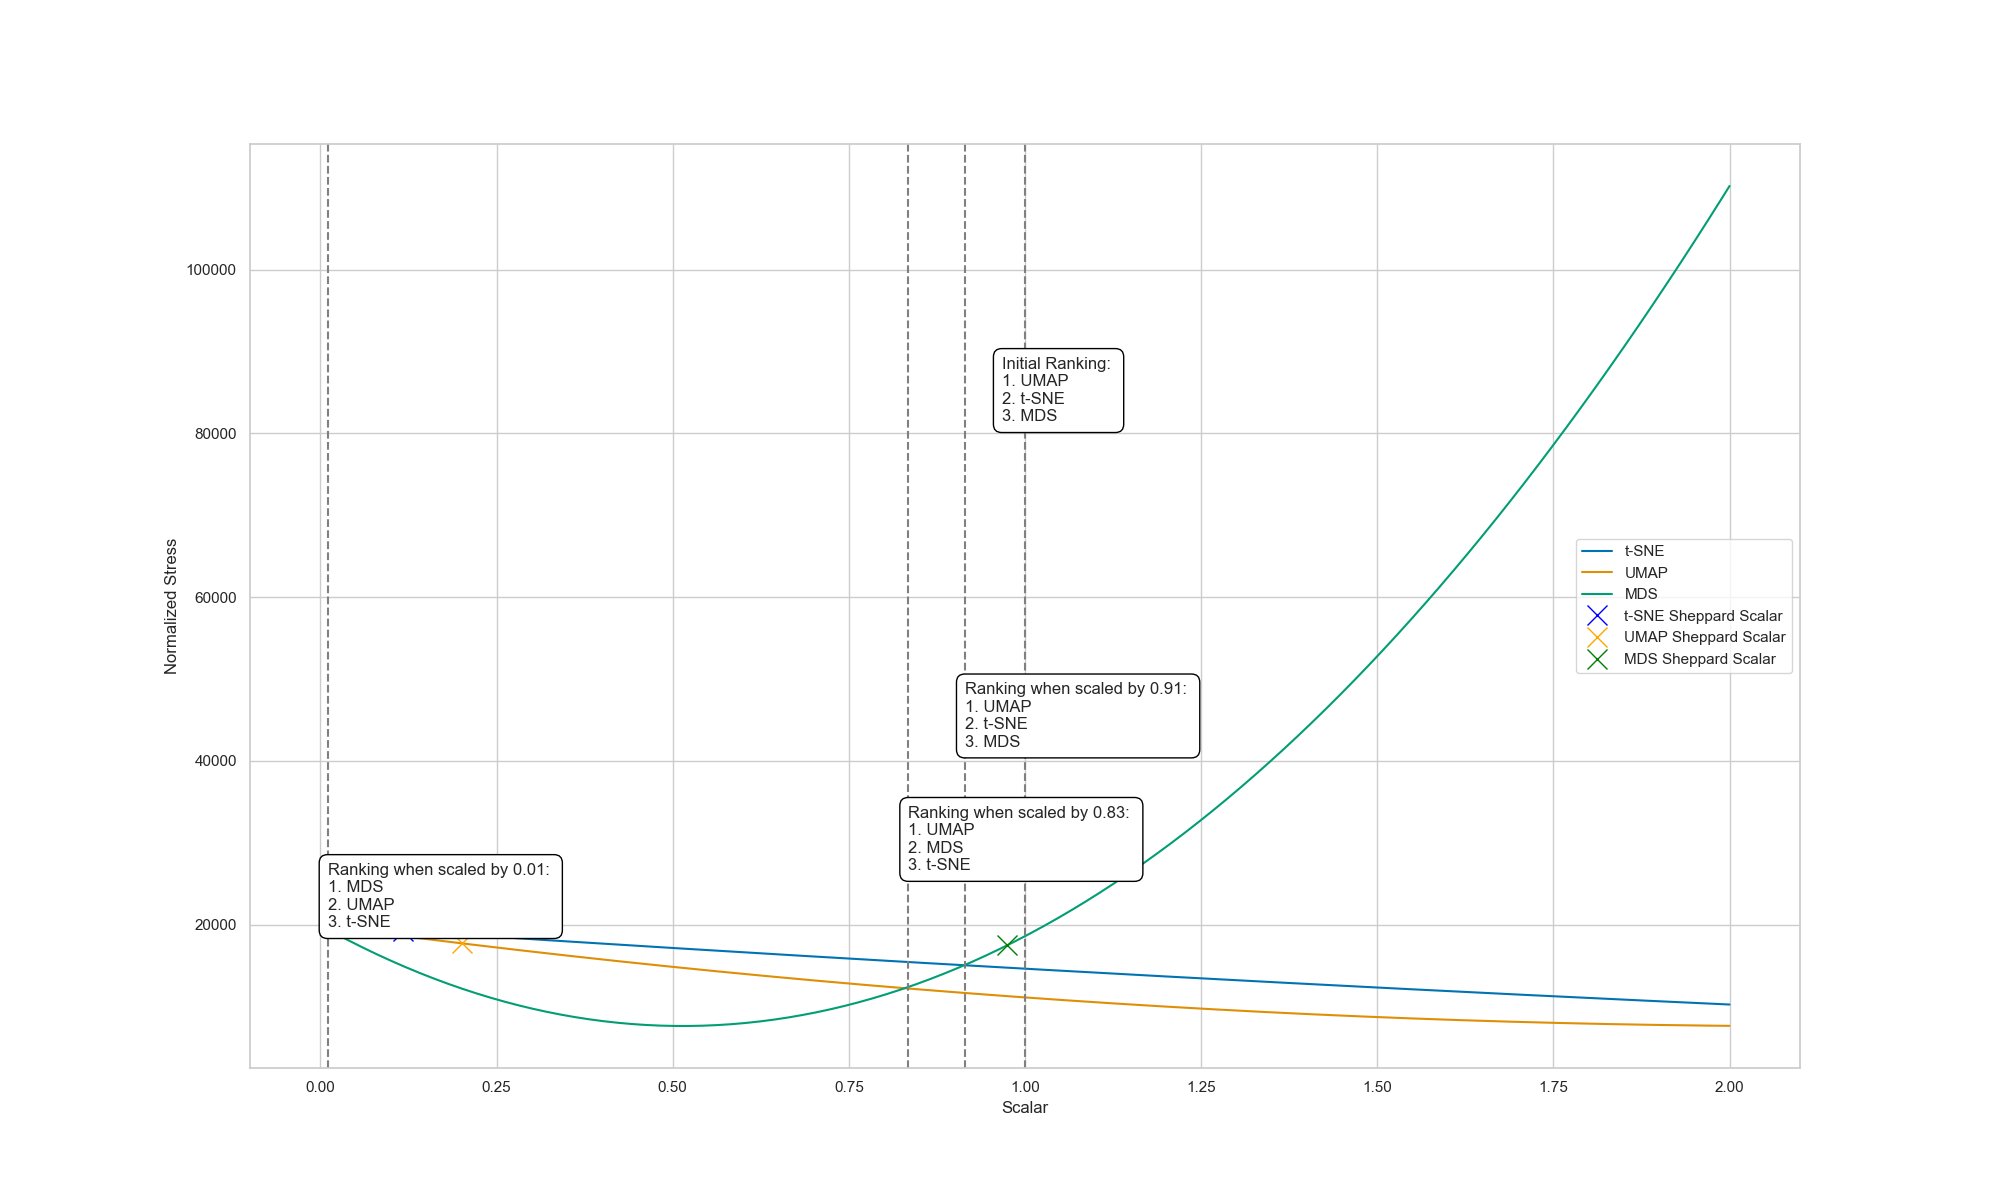 Initial Ranking:
1. UMAP
2. t-SNE
3. MDS
Ranking when scaled by 0.91:
1. UMAP
2. t-SNE
3. MDS
Ranking when scaled by 0.83:
1. UMAP
2. MDS
3. t-SNE
Ranking when scaled by 0.01:
1. MDS
2. UMAP
3. t-SNE
t-SNE
UMAP
MDS
t-SNE Sheppard Scalar
UMAP Sheppard Scalar
MDS Sheppard Scalar
Normalized Stress
100000
80000
60000
40000
20000
0.00
0.25
0.50
0.75
1.00
1.25
1.50
1.75
2.00
Scalar